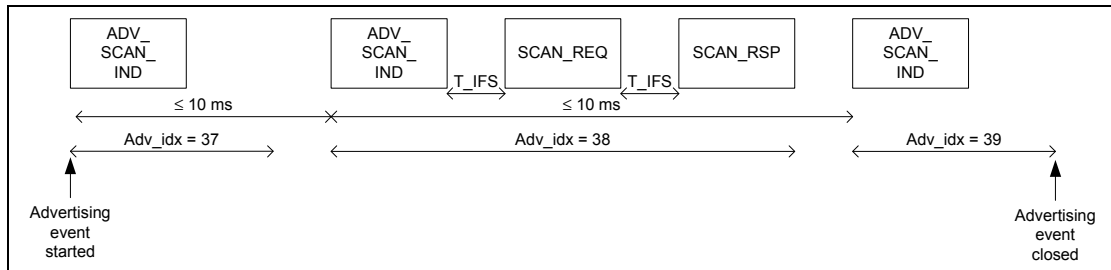 ADV_
SCAN_
IND
ADV_
SCAN_
IND
SCAN_REQ
SCAN_RSP
ADV_
SCAN_
IND
T_IFS
T_IFS
≤ 10 ms
≤ 10 ms
Adv_idx = 37
Adv_idx = 38
Adv_idx = 39
Advertising
event
started
Advertising
event
closed